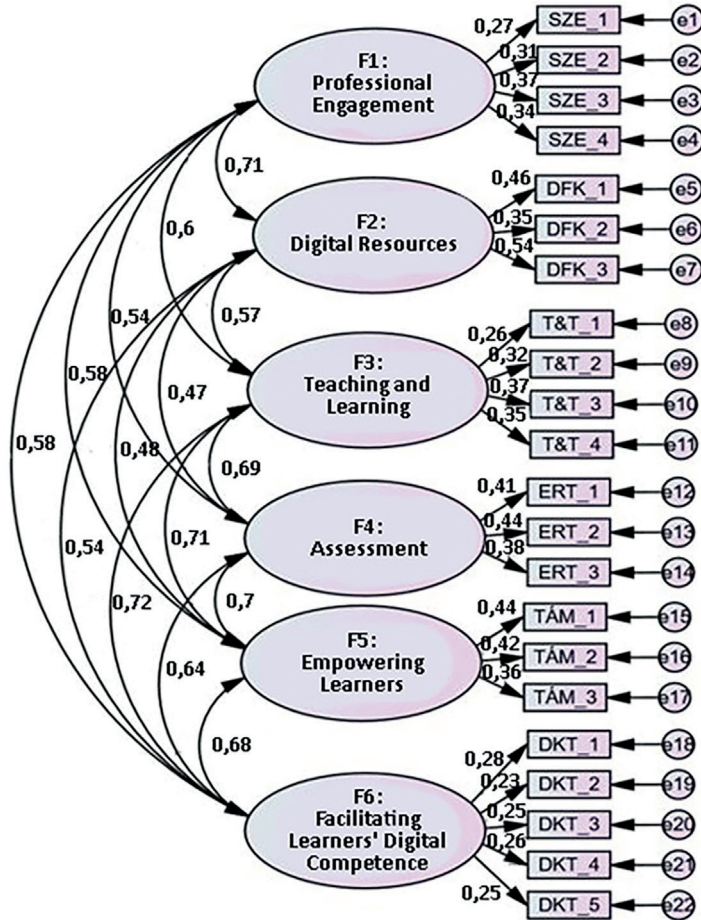 0,27
SZE_1
e1
F1:
Professional
Engagement
0,31
SZE_2
e2
0,37
SZE_3
e3
0,34
SZE_4
e4
0,71
0,46
DFK_1
e5
F2:
Digital Resources
0,35
DFK_2
e6
0,54
DFK_3
e7
0,6
0,54
0,57
0,26
T&T_1
e8
F3:
Teaching and
Learning
0,32
T&T_2
e9
0,37
T&T_3
e10
0,35
T&T_4
e11
0,58
0,47
0,58
0,48
0,69
0,41
ERT_1
e12
F4:
Assessment
0,44
ERT_2
e13
0,38
ERT_3
e14
0,54
0,71
0,72
0,7
0,44
TÁM_1
e15
F5:
Empowering
Learners
0,42
TÁM_2
e16
0,36
TÁM_3
e17
0,64
0,68
0,28
DKT_1
e18
F6:
Facilitating
Learners' Digital
Competence
0,23
DKT_2
e19
0,25
DKT_3
e20
0,26
DKT_4
e21
0,25
DKT_5
e22